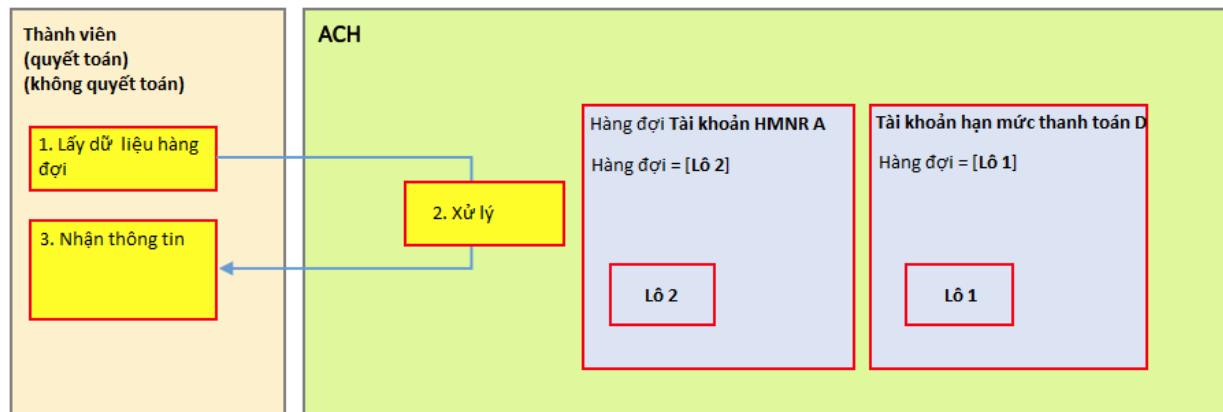 Thành viên
(quyết toán)
(không quyết toán)
1. Lấy dữ liệu hàng
đợi
3. Nhận thông tin
ACH
2. Xử lý
Hàng đợi Tài khoản HMNR A
Hàng đợi = [Lô 2]
Lô 2
Tài khoản hạn mức thanh toán D
Hàng đợi = [Lô 1]
Lô 1